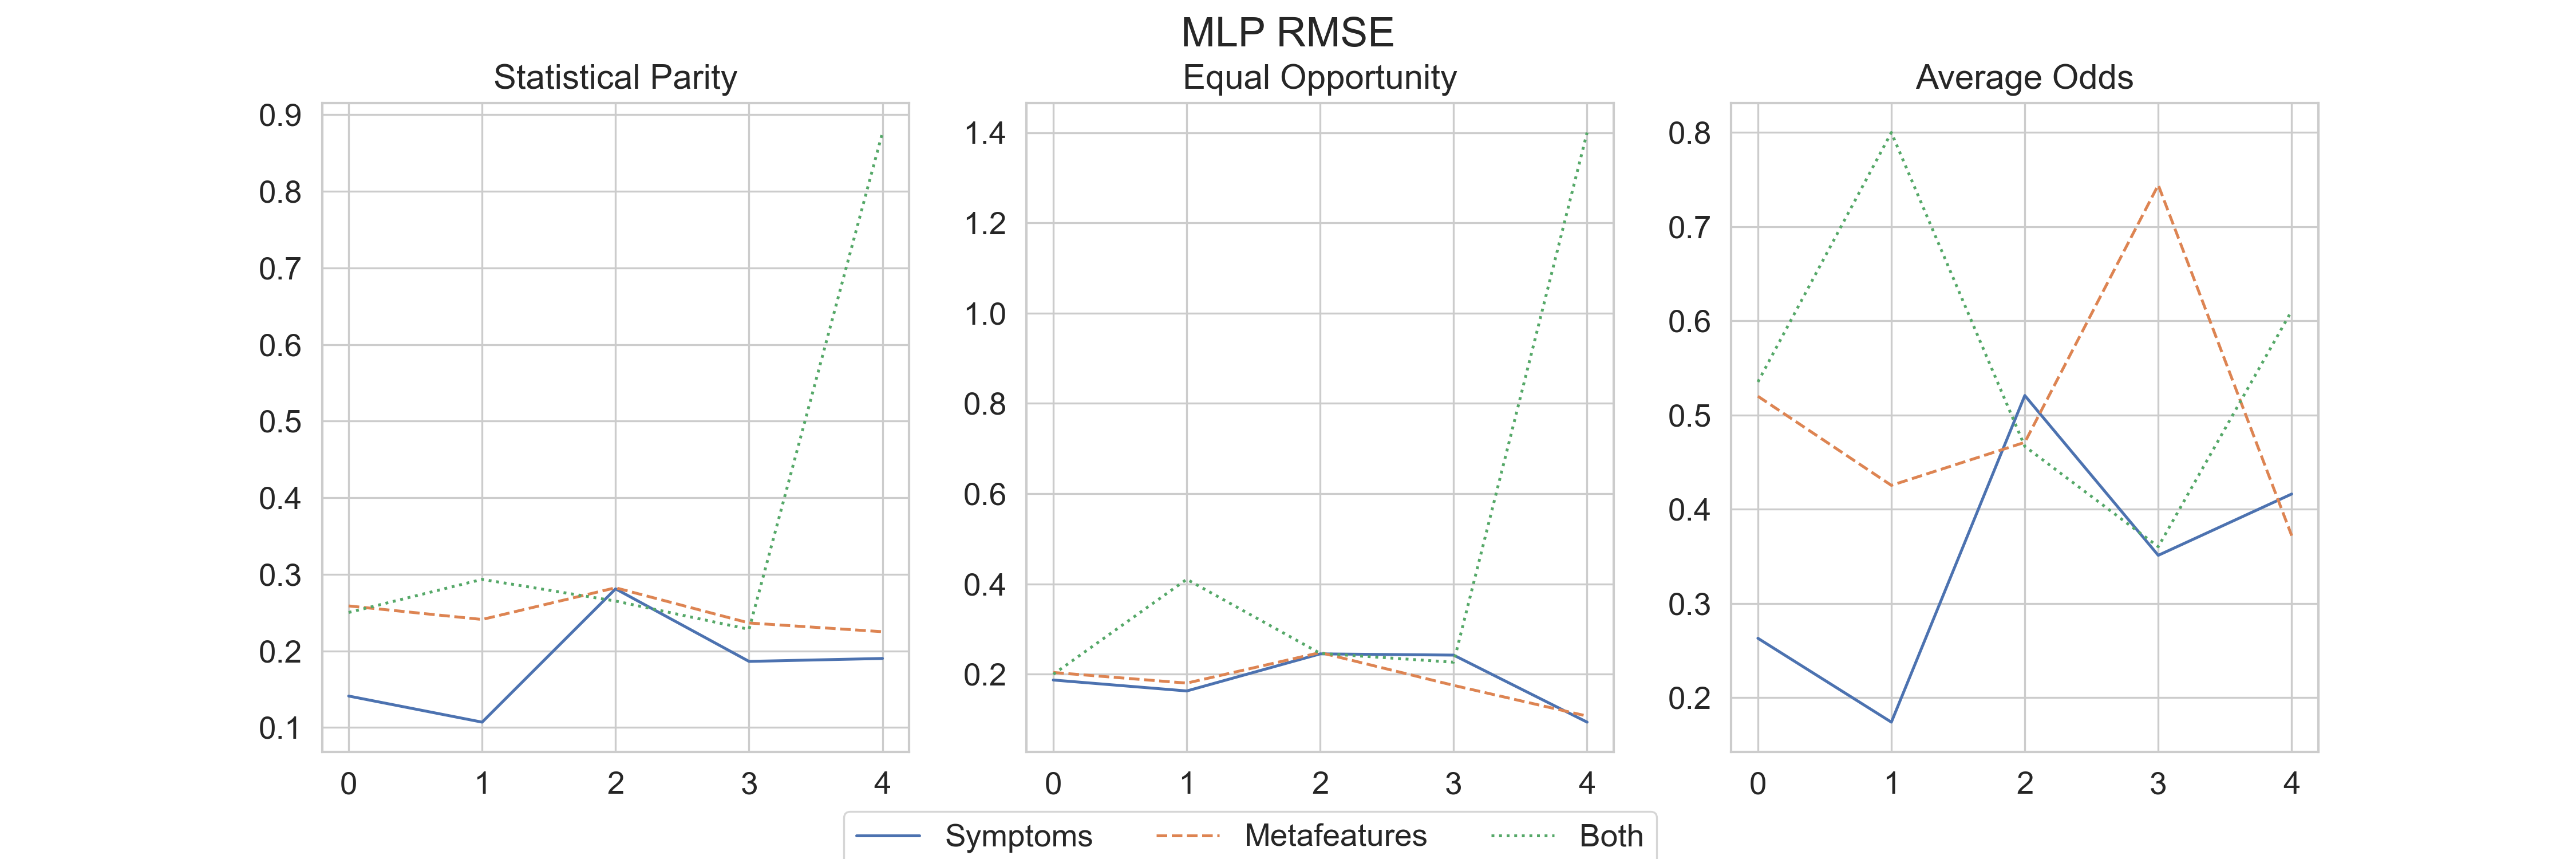 MLP RMSE
Statistical Parity
0.9
0.8
0.7
0.6
0.5
0.4
0.3
0.2
0.1
0 1 2 3 4
Equal Opportunity
1.4
1.2
1.0
0.8
0.6
0.4
0.2
0 1 2 3 4
Average Odds
0.8
0.7
0.6
0.5
0.4
0.3
0.2
0 1 2 3 4
Symptoms Metafeatures Both